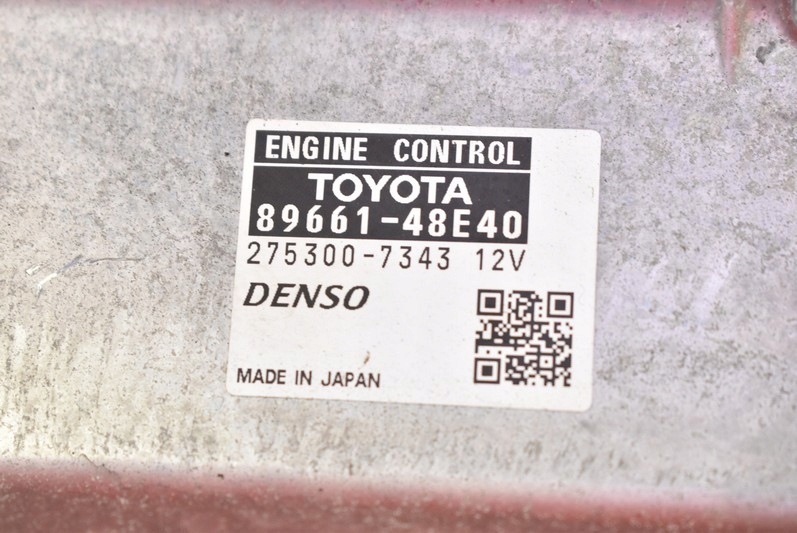 ENGINE CONTROL
TOYOTA
89661-48E40
275300-7343 12V
DENSO
MADE IN JAPAN